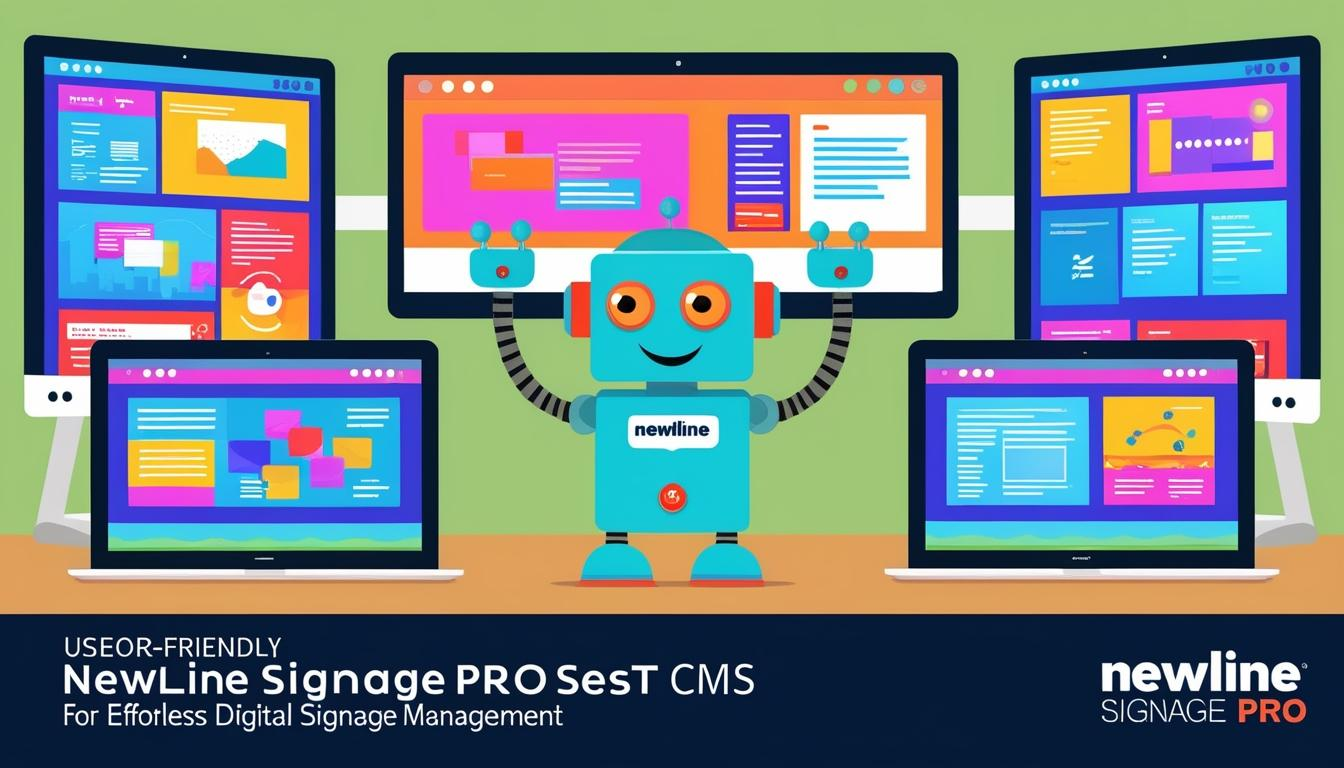 newline
USEOR-FRIENDLY
NewLine Signage PRO SesT CMS
For Effortless Digital Signage Management
newline
SIGNAGE PRO